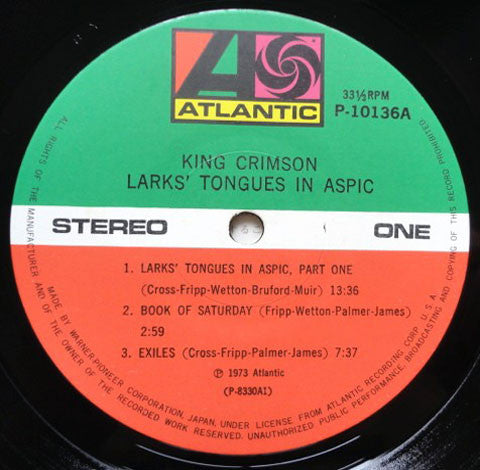 ATLANTIC
33⅓RPM
P-10136A
KING CRIMSON
LARKS' TONGUES IN ASPIC
STEREO
ONE
1. LARKS' TONGUES IN ASPIC, PART ONE
(Cross-Fripp-Wetton-Bruford-Muir) 13:36
2. BOOK OF SATURDAY (Fripp-Wetton-Palmer-James)
2:59
3. EXILES (Cross-Fripp-Palmer-James) 7:37
℗ 1973 Atlantic
(P-8330A1)
MADE BY WARNER-PIONEER CORPORATION, JAPAN, UNDER LICENSE FROM ATLANTIC RECORDING CORP. U.S.A.
ALL RIGHTS OF THE MANUFACTURER AND OF THE OWNER OF THE RECORDED WORK RESERVED. UNAUTHORIZED PUBLIC PERFORMANCE, BROADCASTING AND COPYING OF THIS RECORD PROHIBITED.